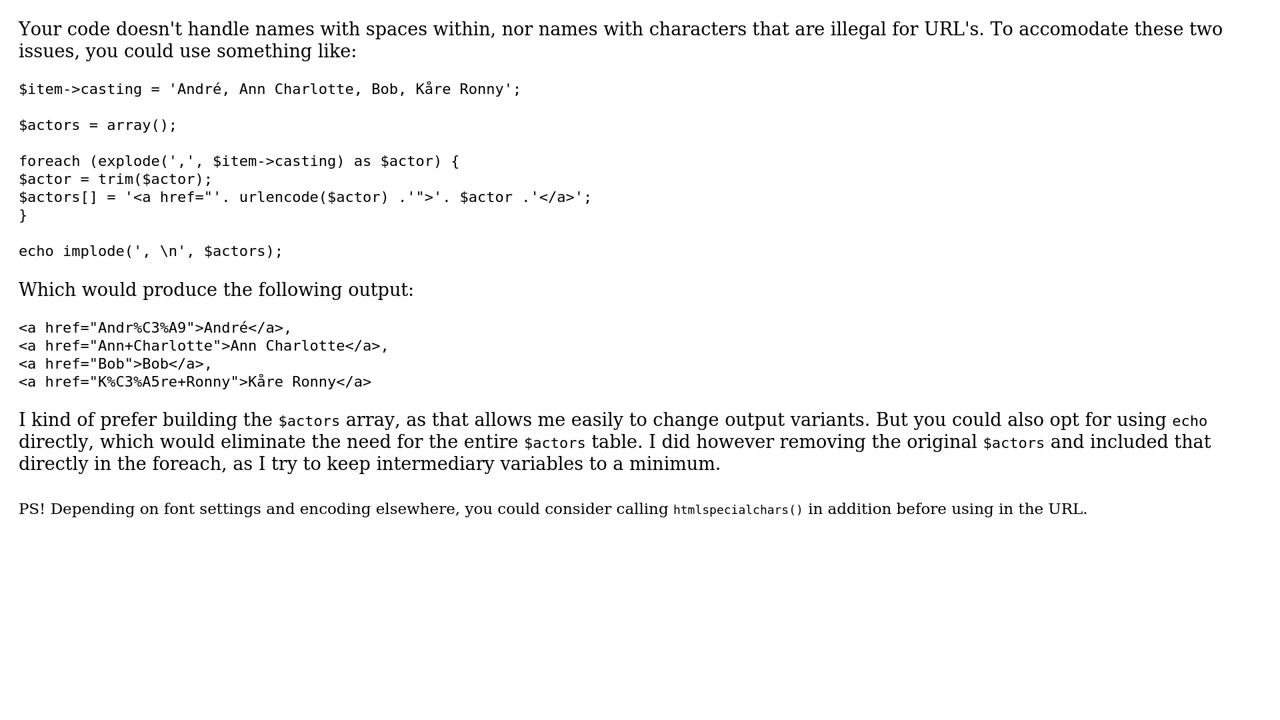 Your code doesn't handle names with spaces within, nor names with characters that are illegal for URL's. To accomodate these two
issues, you could use something like:
$item->casting = 'André, Ann Charlotte, Bob, Kåre Ronny';
$actors = array();
foreach (explode(',', $item->casting) as $actor) {
$actor = trim($actor);
$actors[] = '<a href="'. urlencode($actor) .'">'. $actor .'</a>';
}
echo implode(', \n', $actors);
Which would produce the following output:
<a href="Andr%C3%A9">André</a>,
<a href="Ann+Charlotte">Ann Charlotte</a>,
<a href="Bob">Bob</a>,
<a href="K%C3%A5re+Ronny">Kåre Ronny</a>
I kind of prefer building the $actors array, as that allows me easily to change output variants. But you could also opt for using echo
directly, which would eliminate the need for the entire $actors table. I did however removing the original $actors and included that
directly in the foreach, as I try to keep intermediary variables to a minimum.
PS! Depending on font settings and encoding elsewhere, you could consider calling htmlspecialchars() in addition before using in the URL.